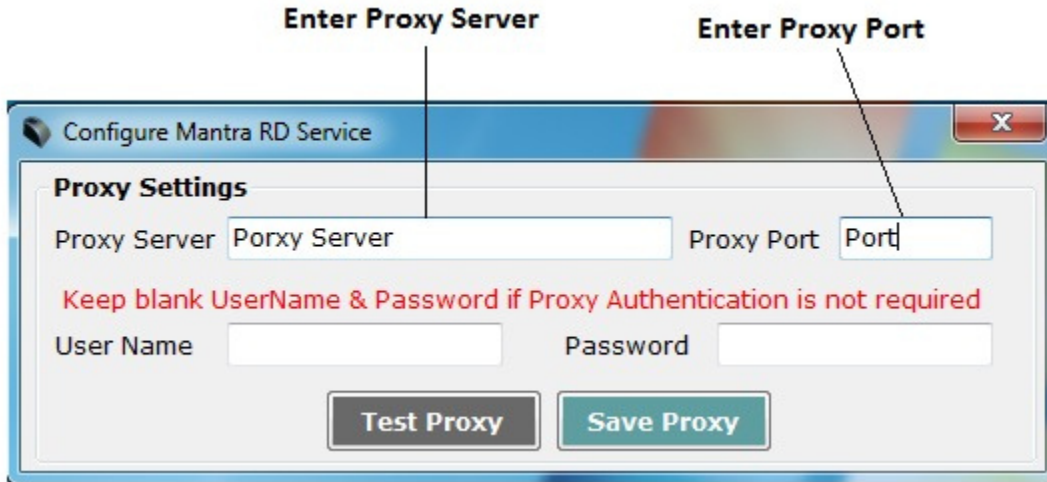 Enter Proxy Server
Enter Proxy Port
Configure Mantra RD Service
Proxy Settings
Proxy Server Porxy Server Proxy Port Port
Keep blank UserName & Password if Proxy Authentication is not required
User Name Password
Test Proxy Save Proxy